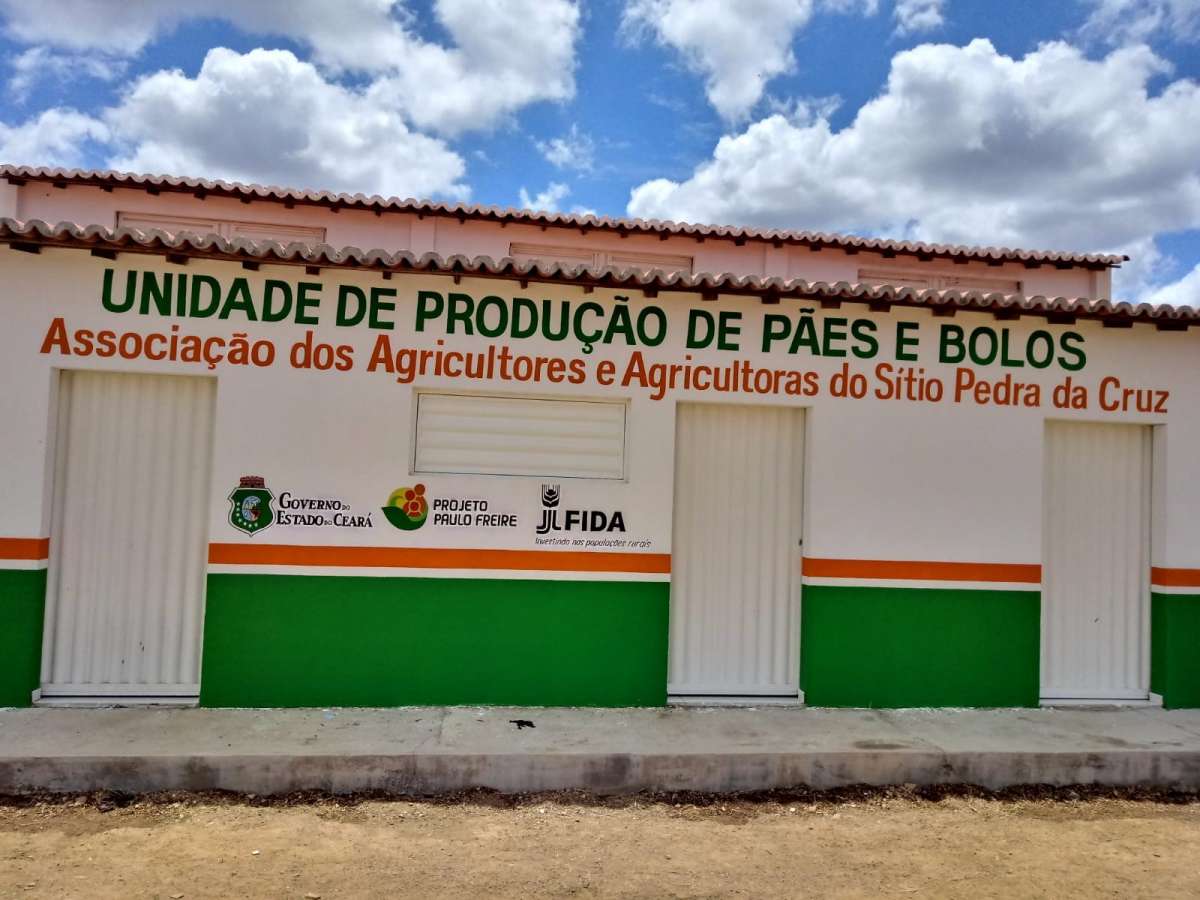 UNIDADE DE PRODUÇÃO DE PÃES E BOLOS
Associação dos Agricultores e Agricultoras do Sítio Pedra da Cruz
GOVERNO DO
ESTADO DO CEARÁ
PROJETO
PAULO FREIRE
FIDA
Investindo nas populações rurais